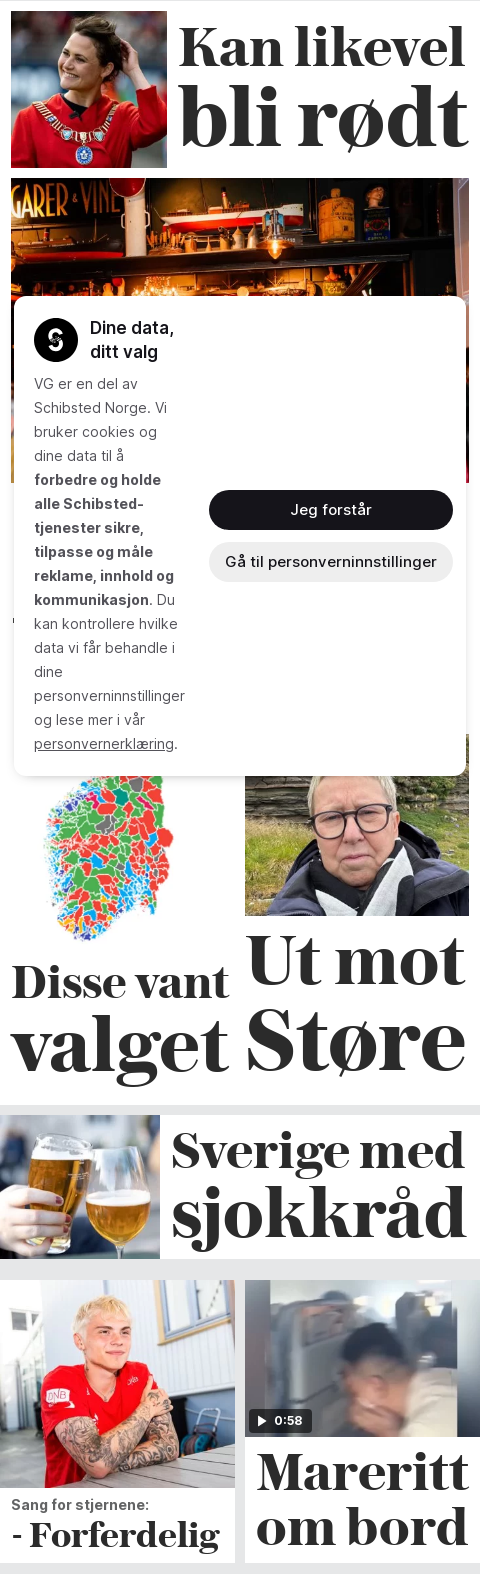 Kan likevel
bli rødt
GARER & VINE
Dine data,
ditt valg
VG er en del av
Schibsted Norge. Vi
bruker cookies og
dine data til å
forbedre og holde
alle Schibsted-
tjenester sikre,
tilpasse og måle
reklame, innhold og
kommunikasjon. Du
kan kontrollere hvilke
data vi får behandle i
dine
personverninnstillinger
og lese mer i vår
personvernerklæring.
Jeg forstår
Gå til personverninnstillinger
Disse vant
valget
Ut mot
Støre
Sverige med
sjokkråd
DNB
Sang for stjernene:
- Forferdelig
0:58
Mareritt
om bord